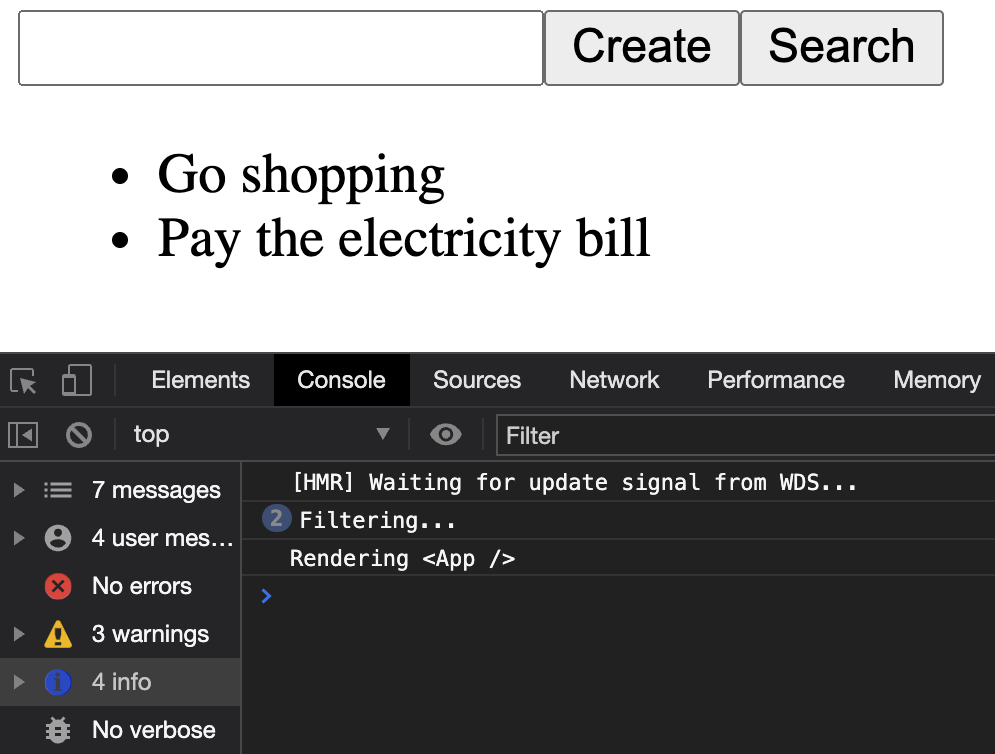 Create Search
Go shopping
Pay the electricity bill
Elements Console Sources Network Performance Memory
top Filter
7 messages
[HMR] Waiting for update signal from WDS...
4 user mes...
2 Filtering...
No errors
Rendering <App />
3 warnings
4 info
No verbose